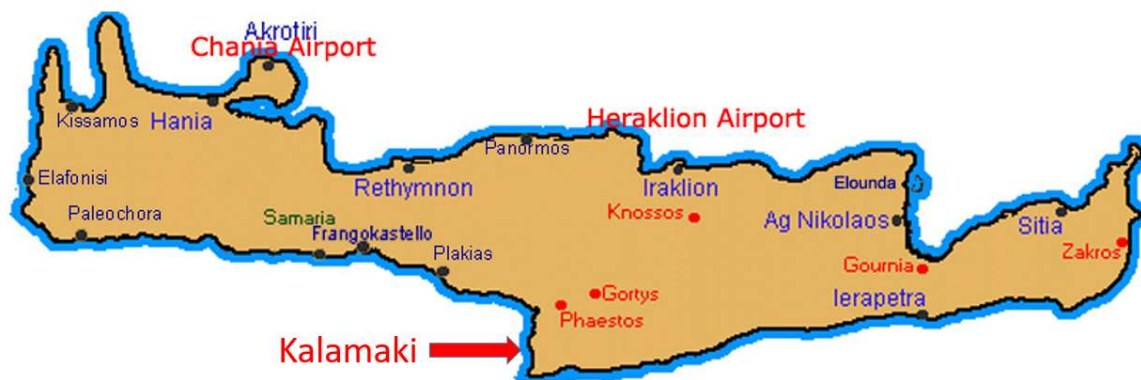 Akrotiri
Chania Airport
Kissamos
Hania
Heraklion Airport
Panormos
Elafonisi
Rethymnon
Iraklion
Elounda
Paleochora
Samaria
Knossos
Ag Nikolaos
Sitia
Frangokastello
Plakias
Gournia
Zakros
Gortys
Phaestos
Ierapetra
Kalamaki